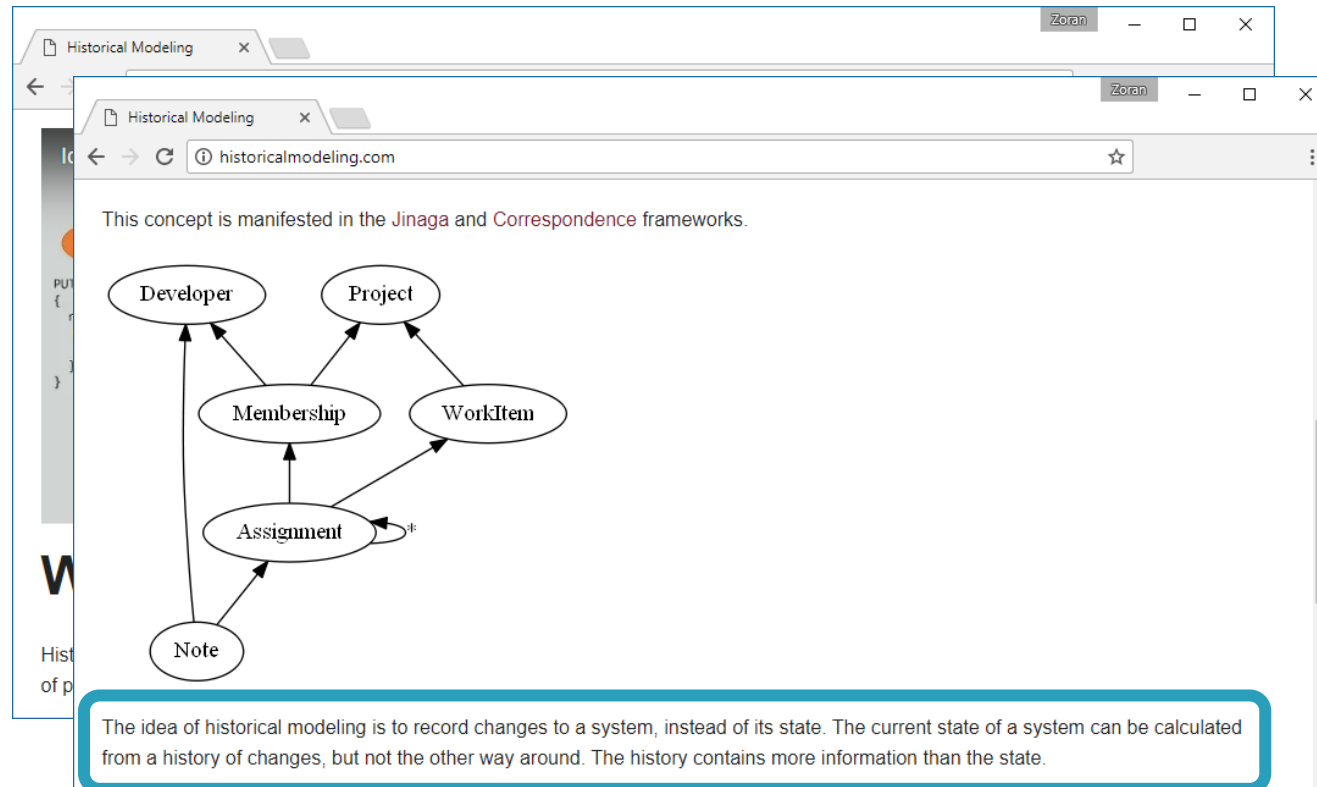 Zoran
Historical Modeling
Zoran
Historical Modeling
historicalmodeling.com
This concept is manifested in the Jinaga and Correspondence frameworks.
PUT
{
}
}
Developer
Project
Membership
WorkItem
Assignment
*
Note
W
Hist
of p
The idea of historical modeling is to record changes to a system, instead of its state. The current state of a system can be calculated
from a history of changes, but not the other way around. The history contains more information than the state.